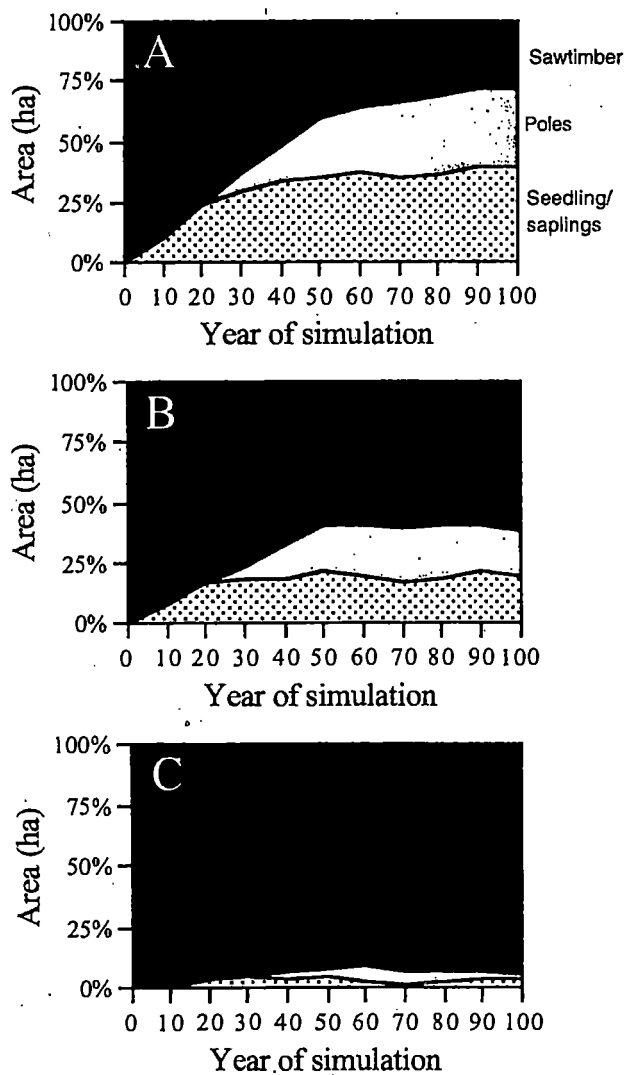 100%
75%
50%
25%
0%
Area (ha)
A
Sawtimber
Poles
Seedling/
saplings
0 10 20 30 40 50 60 70 80 90 100
Year of simulation
100%
75%
50%
25%
0%
Area (ha)
B
0 10 20 30 40 50 60 70 80 90 100
Year of simulation
100%
75%
50%
25%
0%
Area (ha)
C
0 10 20 30 40 50 60 70 80 90 100
Year of simulation